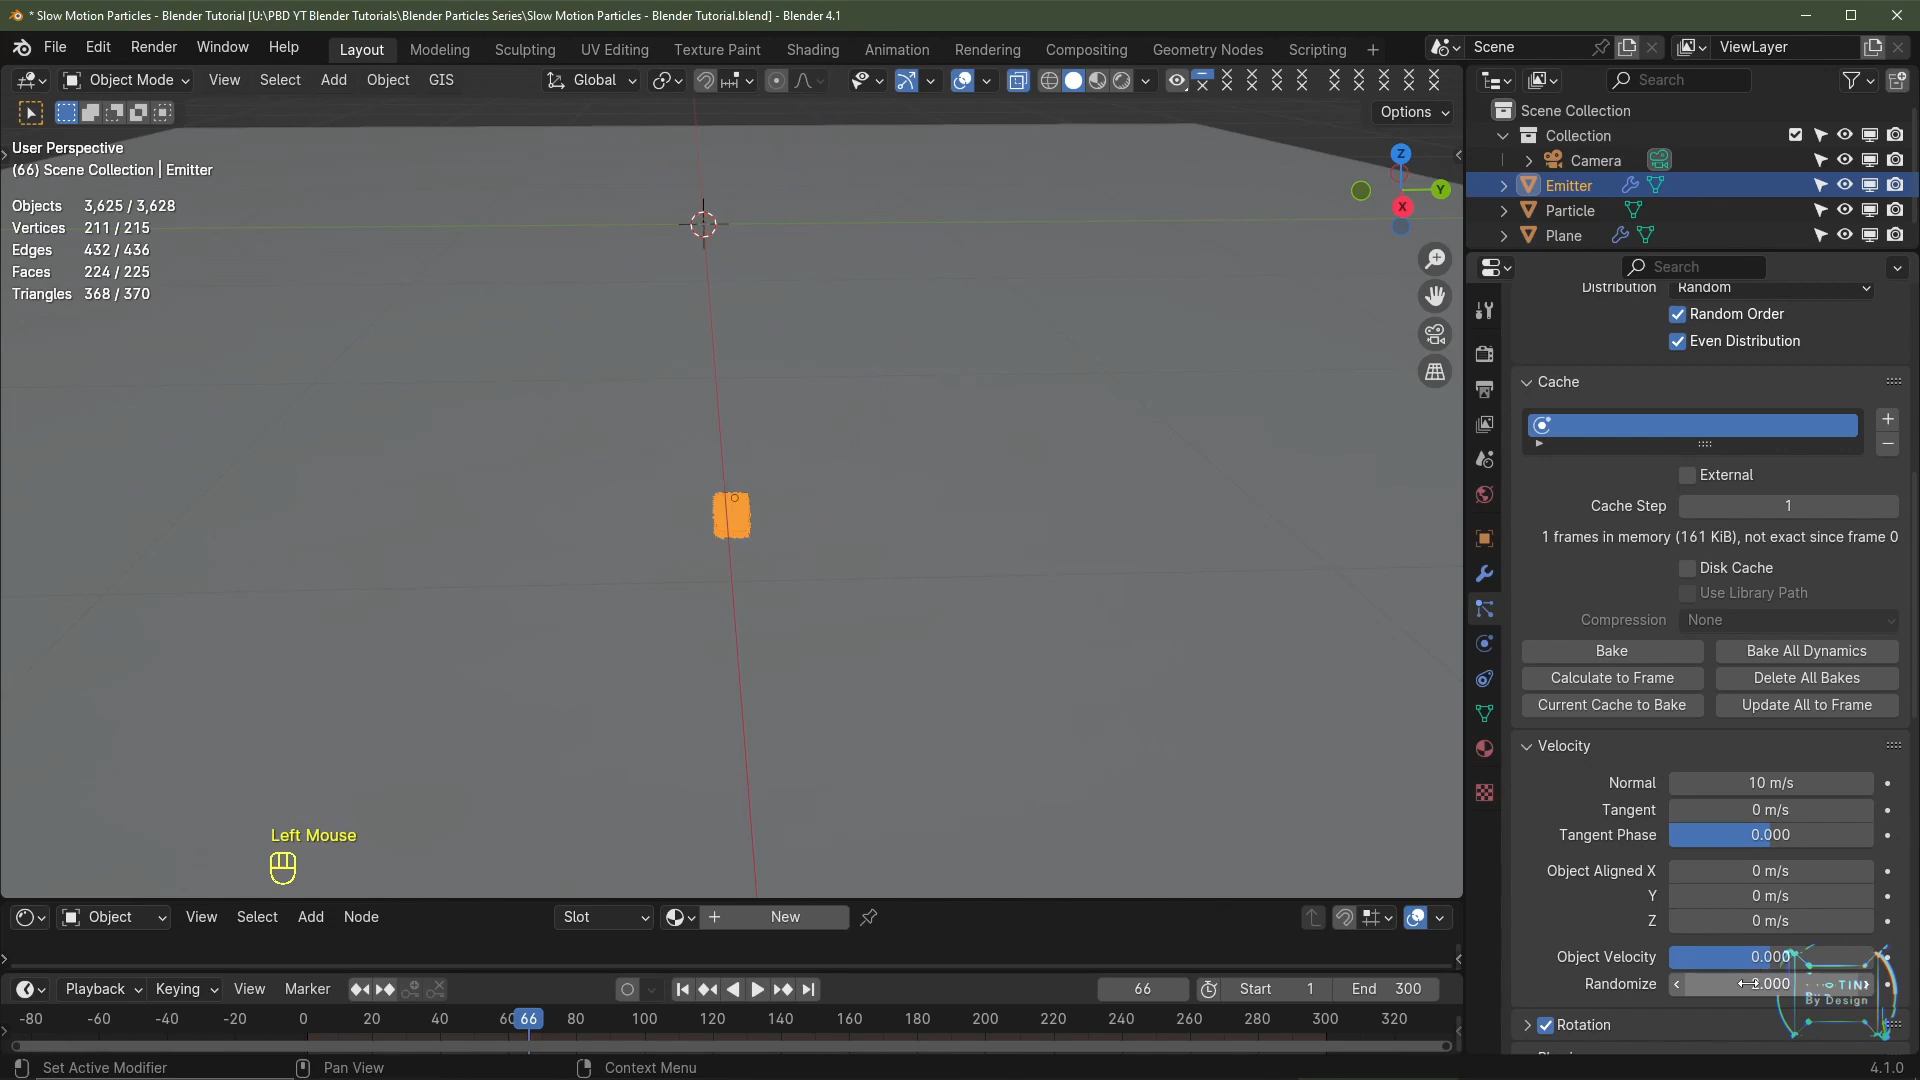 * Slow Motion Particles - Blender Tutorial [U:\PBD YT Blender Tutorials\Blender Particles Series\Slow Motion Particles - Blender Tutorial.blend] - Blender 4.1
File Edit Render Window Help Layout Modeling Sculpting UV Editing Texture Paint Shading Animation Rendering Compositing Geometry Nodes Scripting + Scene ViewLayer
Object Mode View Select Add Object GIS Global Search
Options
User Perspective
(66) Scene Collection | Emitter
Objects 3,625 / 3,628
Vertices 211 / 215
Edges 432 / 436
Faces 224 / 225
Triangles 368 / 370
Z
Y
X
Scene Collection
Collection
Camera
Emitter
Particle
Plane
Search
Distribution Random
Random Order
Even Distribution
Cache
External
Cache Step 1
1 frames in memory (161 KiB), not exact since frame 0
Disk Cache
Use Library Path
Compression None
Bake Bake All Dynamics
Calculate to Frame Delete All Bakes
Current Cache to Bake Update All to Frame
Velocity
Normal 10 m/s
Tangent 0 m/s
Tangent Phase 0.000
Object Aligned X 0 m/s
Y 0 m/s
Z 0 m/s
Object Velocity 0.000
Randomize
Rotation
By Design
Left Mouse
Object View Select Add Node Slot New
Playback Keying View Marker 66 Start 1 End 300
-80 -60 -40 -20 0 20 40 66 80 100 120 140 160 180 200 220 240 260 280 300 320
Set Active Modifier Pan View Context Menu 4.1.0